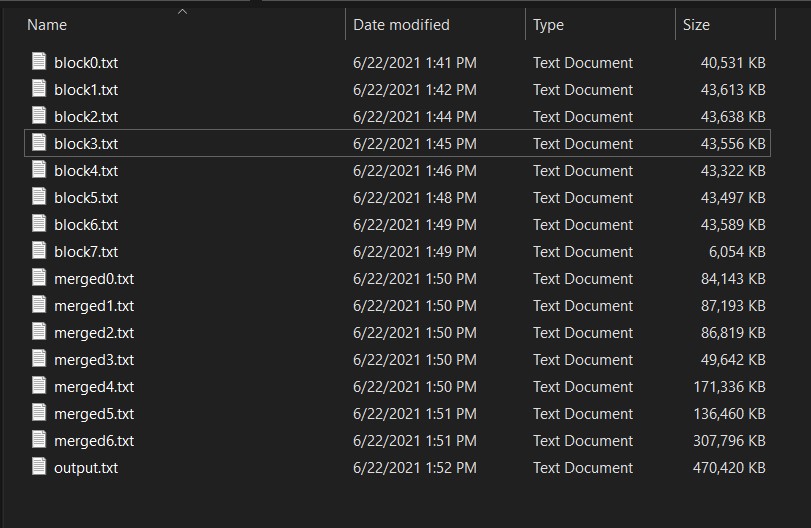 Name Date modified Type Size
block0.txt 6/22/2021 1:41 PM Text Document 40,531 KB
block1.txt 6/22/2021 1:42 PM Text Document 43,613 KB
block2.txt 6/22/2021 1:44 PM Text Document 43,638 KB
block3.txt 6/22/2021 1:45 PM Text Document 43,556 KB
block4.txt 6/22/2021 1:46 PM Text Document 43,322 KB
block5.txt 6/22/2021 1:48 PM Text Document 43,497 KB
block6.txt 6/22/2021 1:49 PM Text Document 43,589 KB
block7.txt 6/22/2021 1:49 PM Text Document 6,054 KB
merged0.txt 6/22/2021 1:50 PM Text Document 84,143 KB
merged1.txt 6/22/2021 1:50 PM Text Document 87,193 KB
merged2.txt 6/22/2021 1:50 PM Text Document 86,819 KB
merged3.txt 6/22/2021 1:50 PM Text Document 49,642 KB
merged4.txt 6/22/2021 1:50 PM Text Document 171,336 KB
merged5.txt 6/22/2021 1:51 PM Text Document 136,460 KB
merged6.txt 6/22/2021 1:51 PM Text Document 307,796 KB
output.txt 6/22/2021 1:52 PM Text Document 470,420 KB